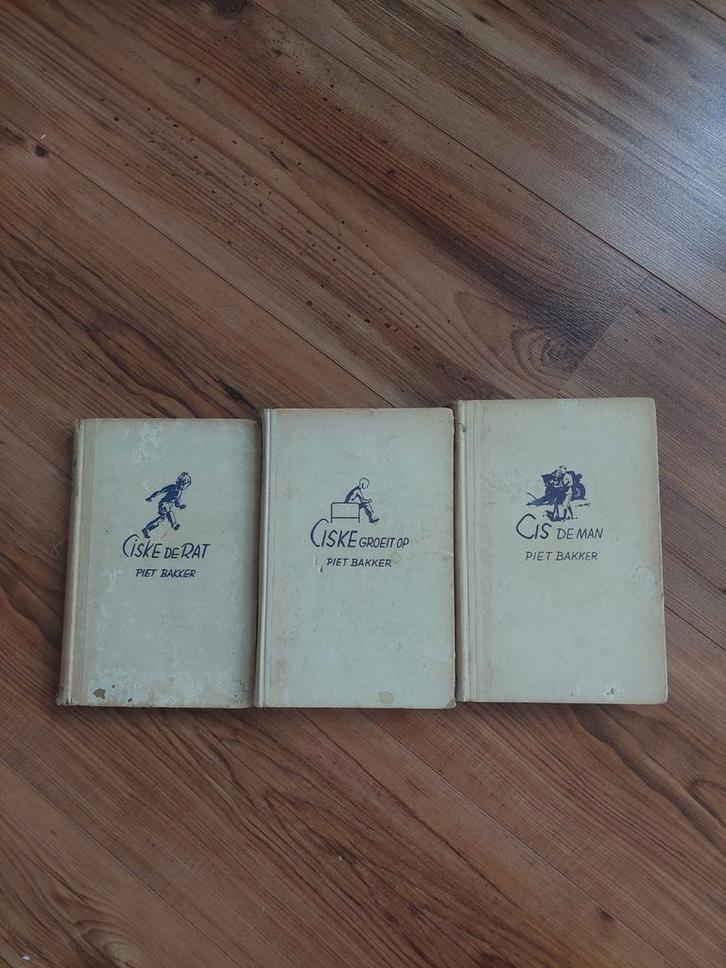 CISKE DE RAT
PIET BAKKER
CISKE GROEIT OP
PIET BAKKER
CIS DE MAN
PIET BAKKER